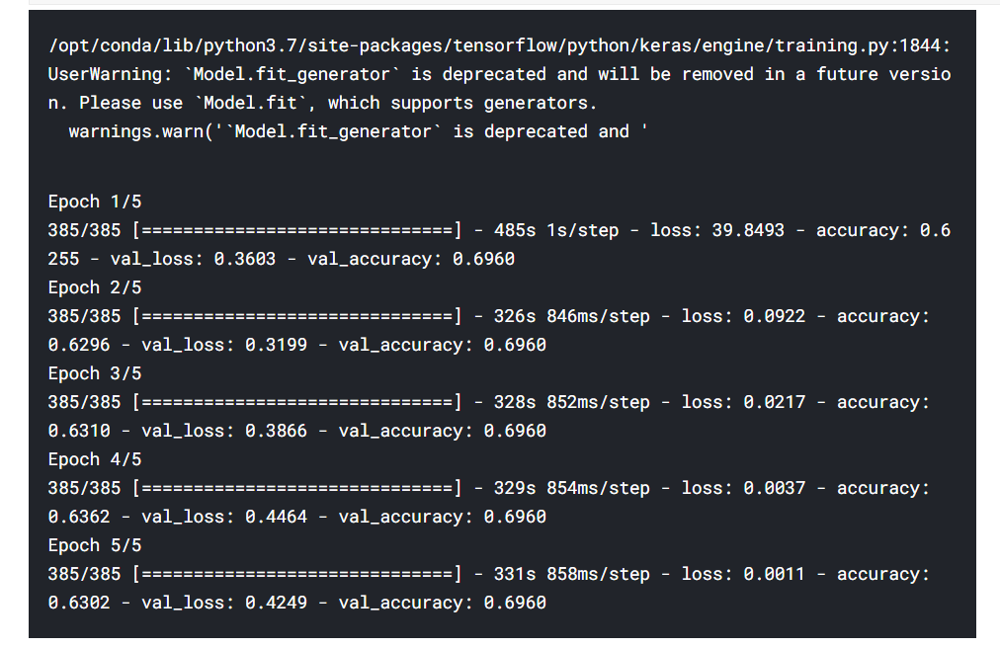 /opt/conda/lib/python3.7/site-packages/tensorflow/python/keras/engine/training.py:1844:
UserWarning: `Model.fit_generator` is deprecated and will be removed in a future versio
n. Please use `Model.fit`, which supports generators.
  warnings.warn('`Model.fit_generator` is deprecated and '
Epoch 1/5
385/385 [==============================] - 485s 1s/step - loss: 39.8493 - accuracy: 0.6
255 - val_loss: 0.3603 - val_accuracy: 0.6960
Epoch 2/5
385/385 [==============================] - 326s 846ms/step - loss: 0.0922 - accuracy:
0.6296 - val_loss: 0.3199 - val_accuracy: 0.6960
Epoch 3/5
385/385 [==============================] - 328s 852ms/step - loss: 0.0217 - accuracy:
0.6310 - val_loss: 0.3866 - val_accuracy: 0.6960
Epoch 4/5
385/385 [==============================] - 329s 854ms/step - loss: 0.0037 - accuracy:
0.6362 - val_loss: 0.4464 - val_accuracy: 0.6960
Epoch 5/5
385/385 [==============================] - 331s 858ms/step - loss: 0.0011 - accuracy:
0.6302 - val_loss: 0.4249 - val_accuracy: 0.6960